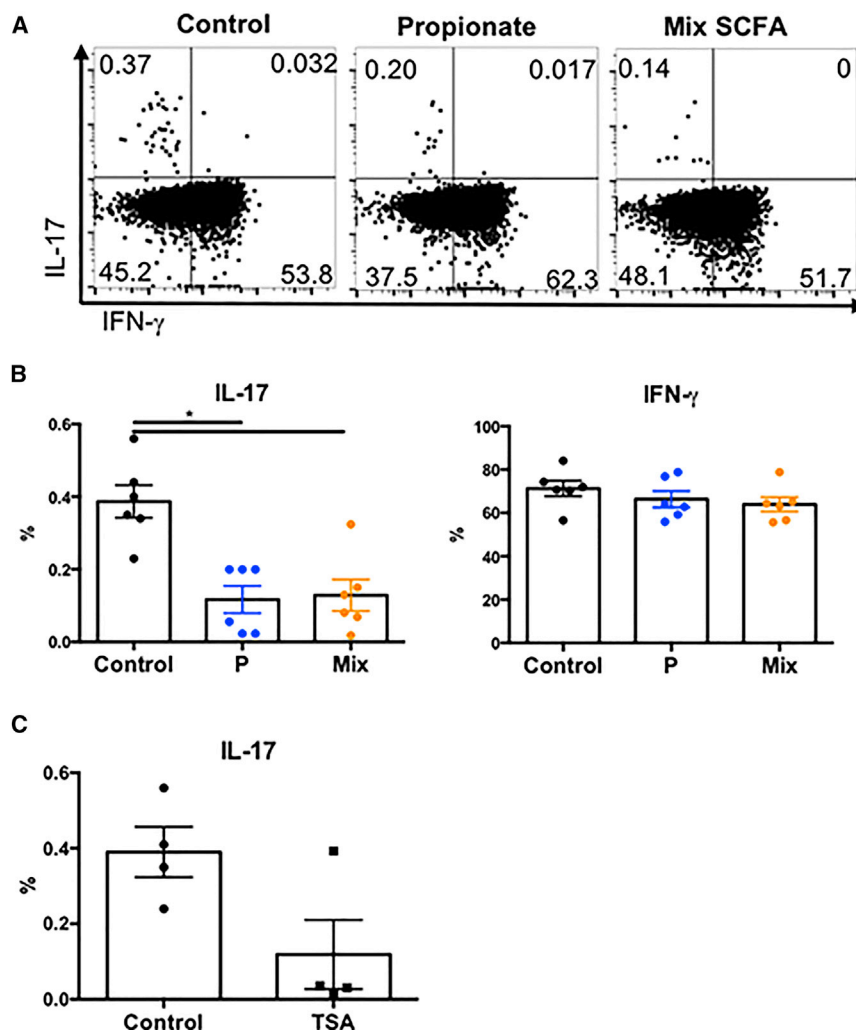 A
Control Propionate Mix SCFA
0.37 0.032 0.20 0.017 0.14 0
IL-17
45.2 53.8 37.5 62.3 48.1 51.7
IFN-γ
B
IL-17 IFN-γ
*
0.6
0.4
0.2
0.0
%
Control P Mix
100
80
60
40
20
0
%
Control P Mix
C
IL-17
0.6
0.4
0.2
0.0
%
Control TSA